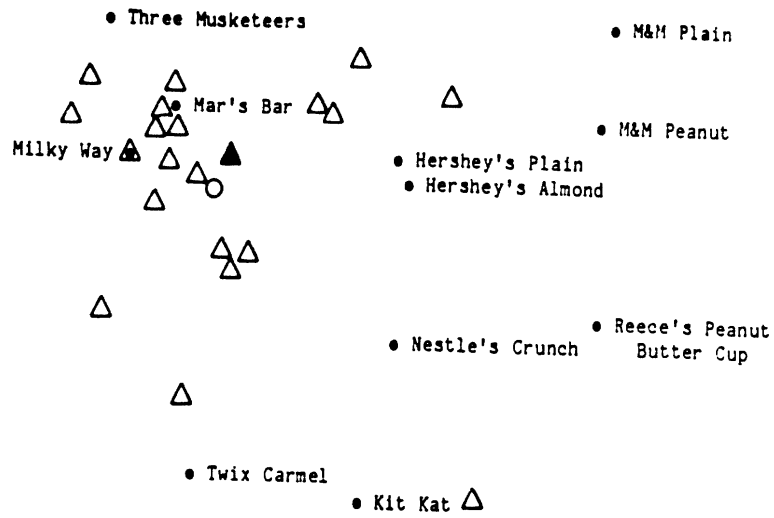 Three Musketeers
M&M Plain
Mar's Bar
M&M Peanut
Milky Way
Hershey's Plain
Hershey's Almond
Reece's Peanut
Butter Cup
Nestle's Crunch
Twix Carmel
Kit Kat